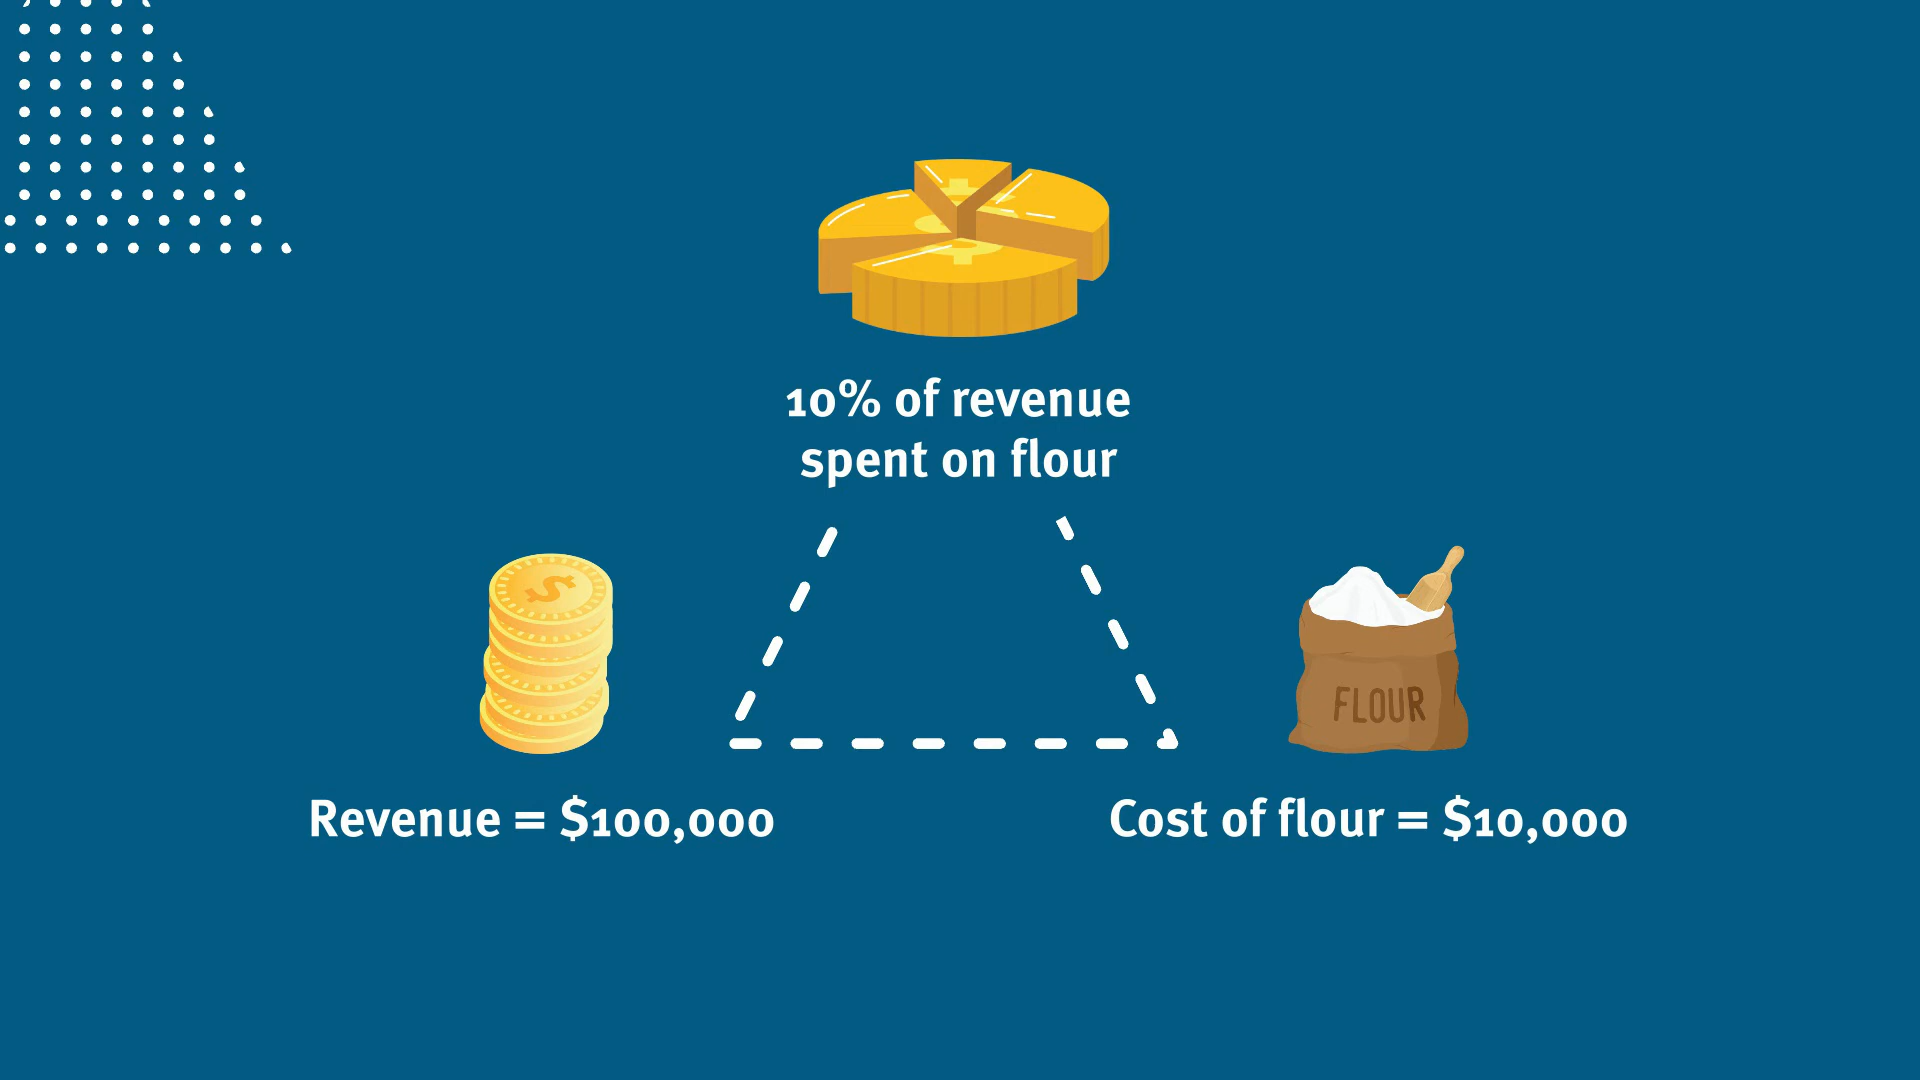 10% of revenue
spent on flour
FLOUR
Revenue = $100,000
Cost of flour = $10,000